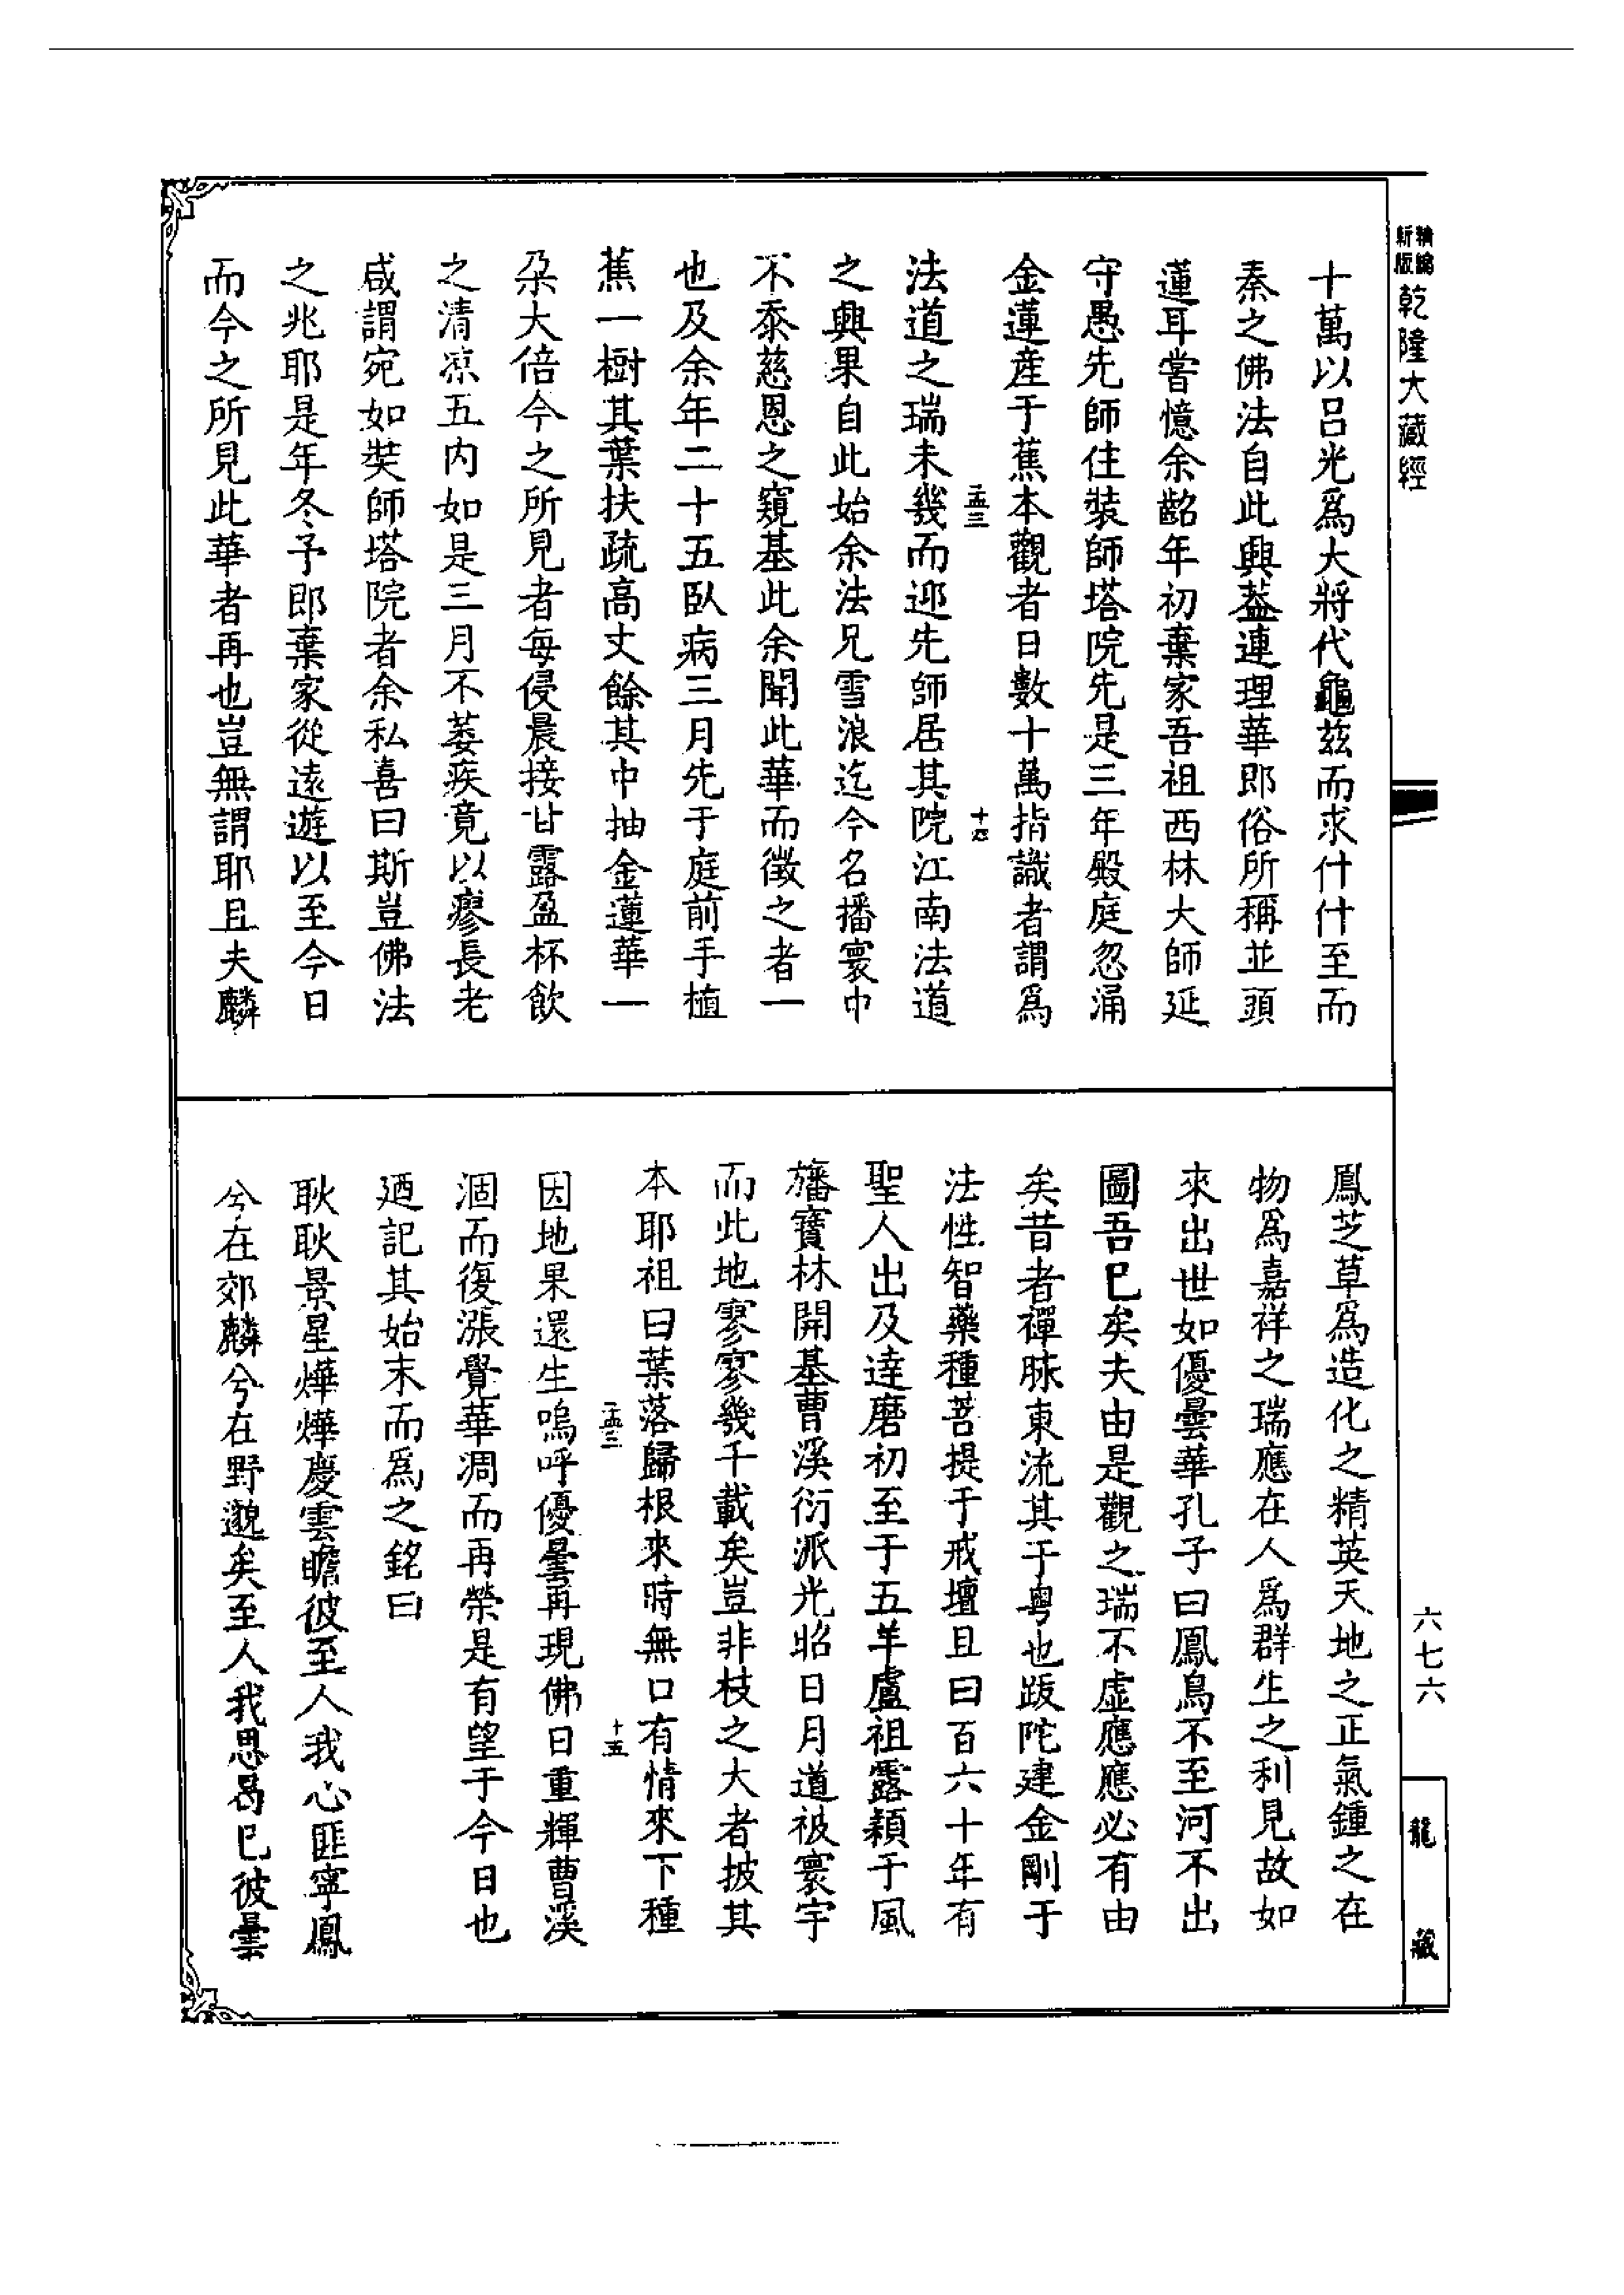 精編新版
乾隆大藏經
十萬以呂光爲大將代龜兹而求什什至而
秦之佛法自此興葢連理華即俗所稱並頭
蓮耳嘗憶余齠年初棄家吾祖西林大師延
守愚先師住奘師塔院先是三年殿庭忽涌
金蓮産于蕉本觀者日數十萬指識者謂爲
法道之瑞未幾而迎先師居其院江南法道
之興果自此始余法兄雪浪迄今名播寰中
不忝慈恩之窺基此余聞此華而徵之者一
也及余年二十五臥病三月先于庭前手植
蕉一樹其葉扶疏高丈餘其中抽金蓮華一
朶大倍今之所見者每侵晨接甘露盈杯飲
之清凉五内如是三月不萎疾竟以瘳長老
咸謂宛如奘師塔院者余私喜曰斯豈佛法
之兆耶是年冬予即棄家從遠遊以至今日
而今之所見此華者再也豈無謂耶且夫麟
鳳芝草爲造化之精英天地之正氣鍾之在
物爲嘉祥之瑞應在人爲群生之利見故如
來出世如優曇華孔子曰鳳鳥不至河不出
圖吾已矣夫由是觀之瑞不虚應應必有由
矣昔者禪脉東流其于粤也跋陀建金剛于
法性智藥種菩提于戒壇且曰百六十年有
聖人出及達磨初至于五羊盧祖露穎于風
旛寶林開基曹溪衍派光昭日月道被寰宇
而此地寥寥幾千載矣豈非枝之大者披其
本耶祖曰葉落歸根來時無口有情來下種
因地果還生嗚呼優曇再現佛日重輝曹溪
涸而復漲覺華凋而再榮是有望于今日也
廼記其始末而爲之銘曰
耿耿景星燁燁慶雲瞻彼至人我心匪寧鳳
兮在郊麟兮在野邈矣至人我思曷已彼曇
六七六
龍藏